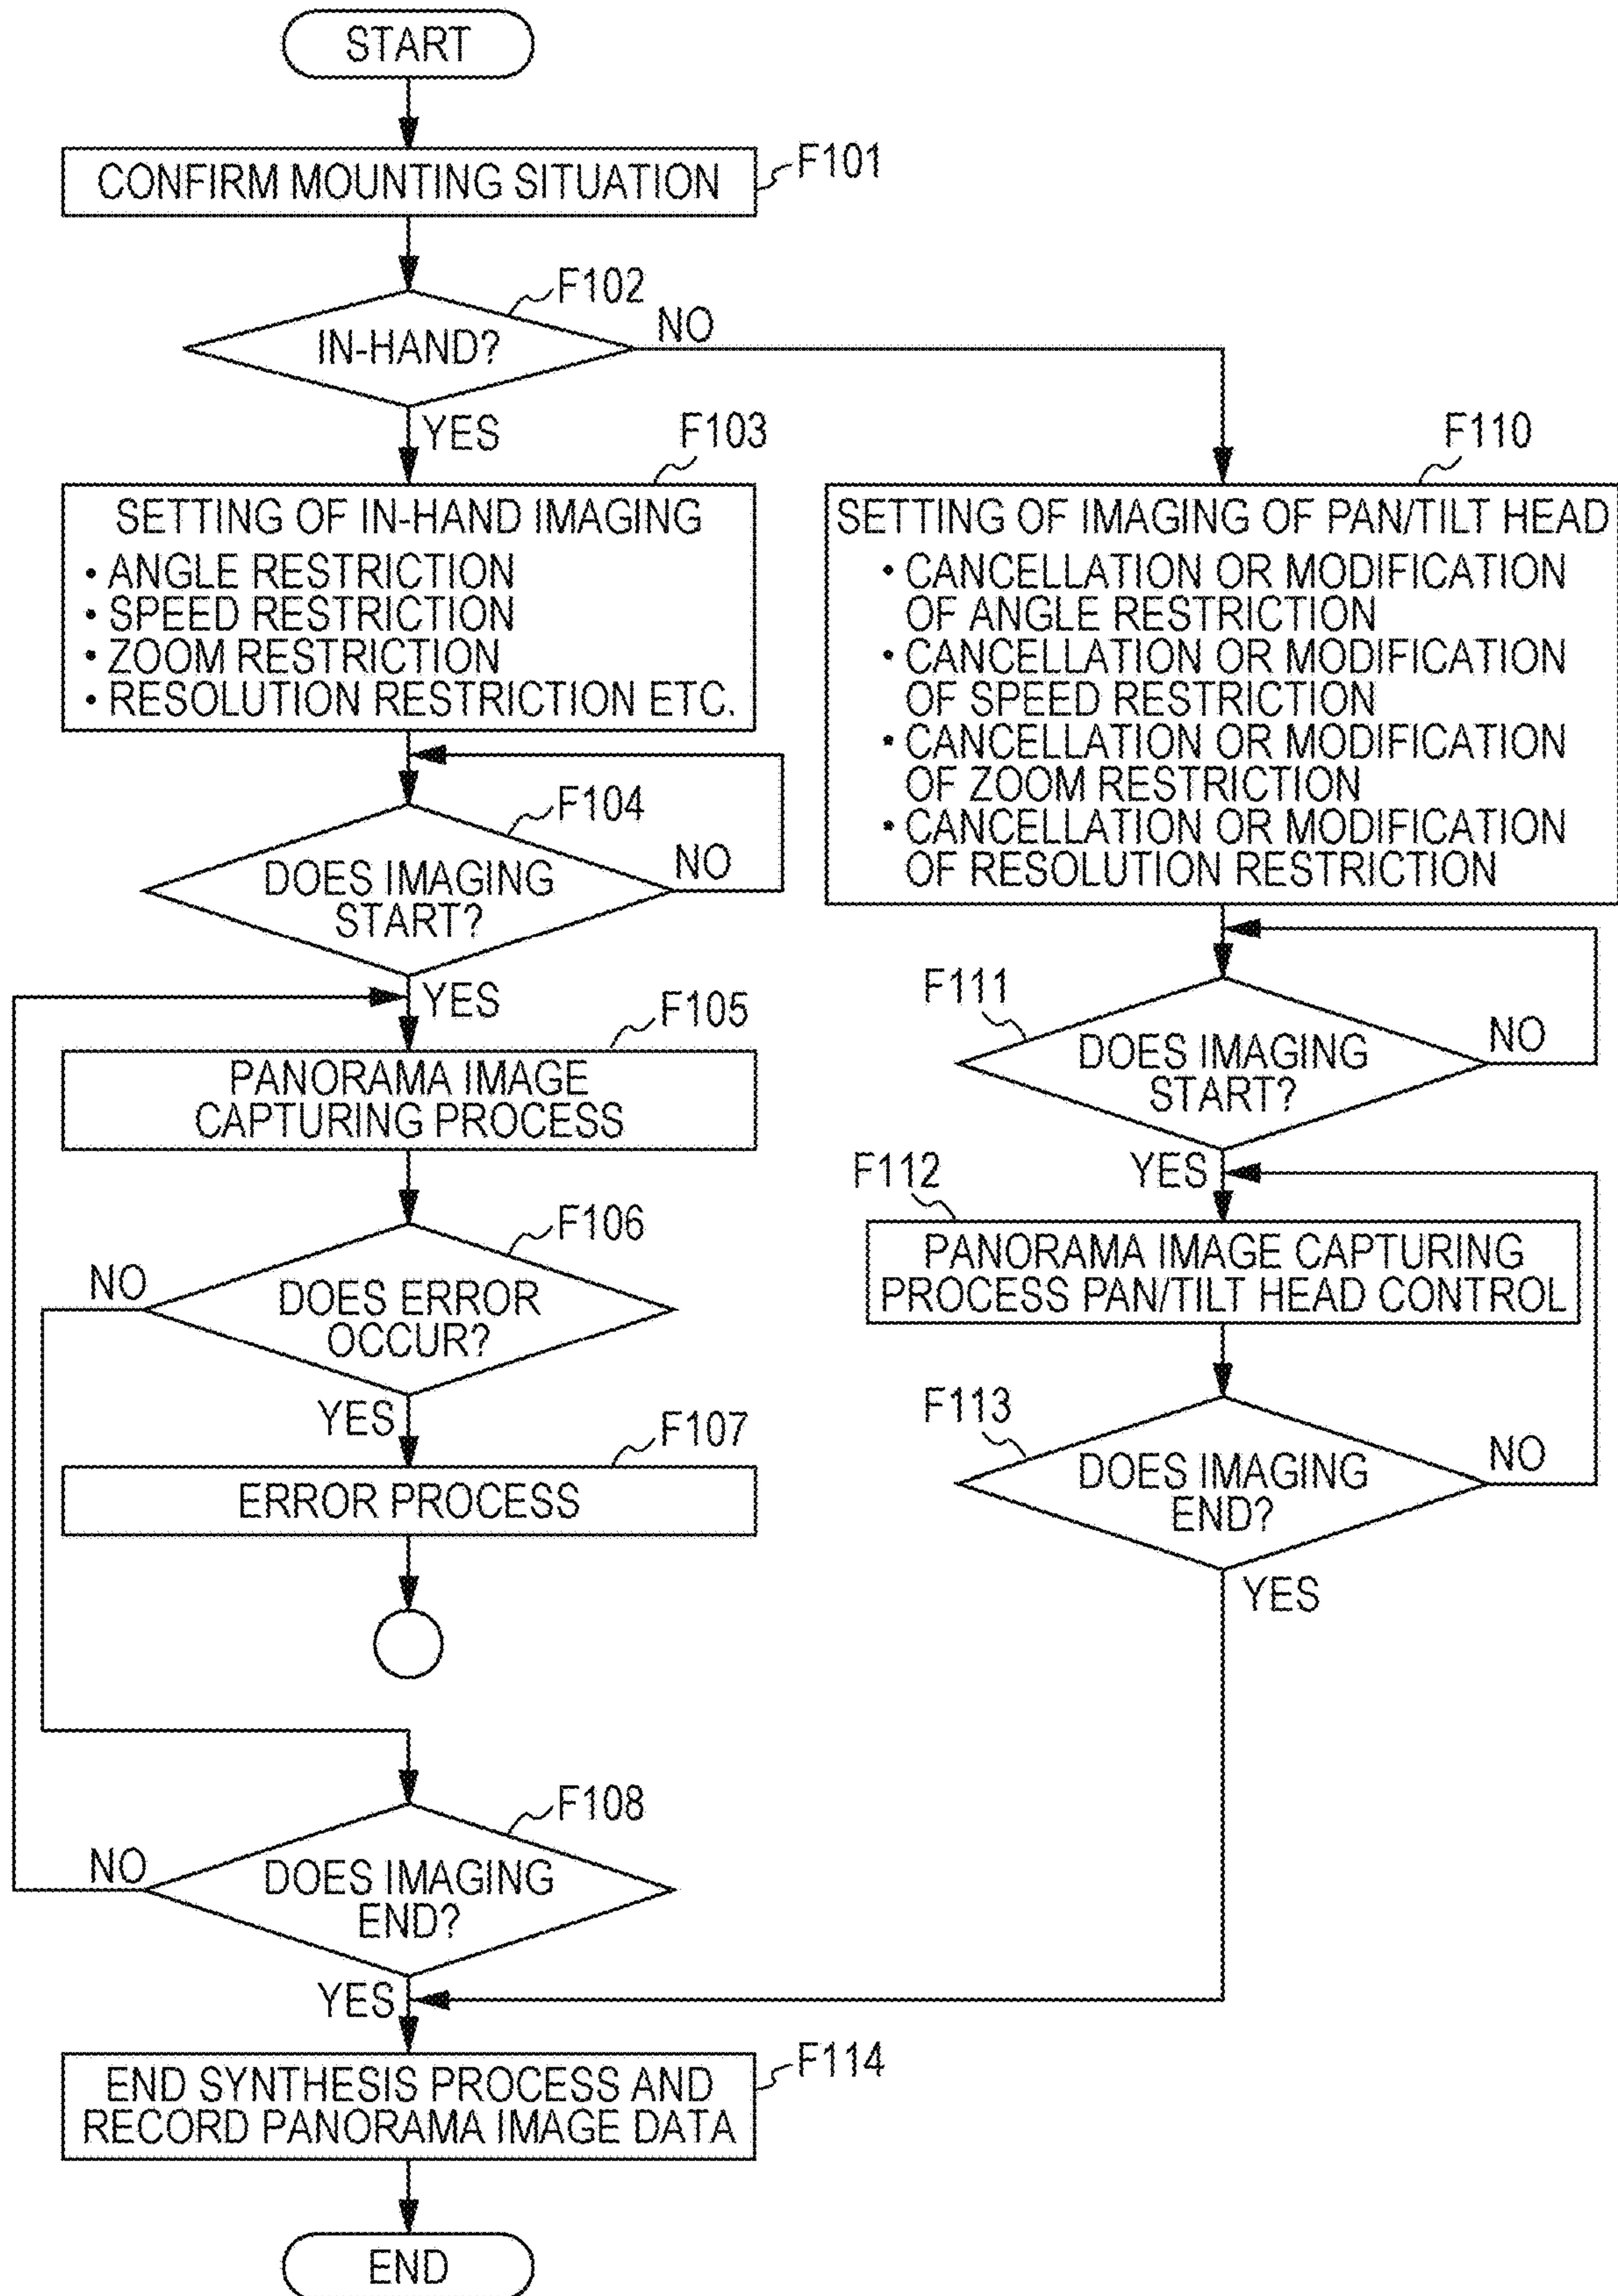 START
CONFIRM MOUNTING SITUATION
F101
F102
IN-HAND?
NO
YES
F103
SETTING OF IN-HAND IMAGING
• ANGLE RESTRICTION
• SPEED RESTRICTION
• ZOOM RESTRICTION
• RESOLUTION RESTRICTION ETC.
F104
DOES IMAGING
START?
NO
YES
F105
PANORAMA IMAGE
CAPTURING PROCESS
F106
NO
DOES ERROR
OCCUR?
YES
F107
ERROR PROCESS
F108
NO
DOES IMAGING
END?
YES
F110
SETTING OF IMAGING OF PAN/TILT HEAD
• CANCELLATION OR MODIFICATION
OF ANGLE RESTRICTION
• CANCELLATION OR MODIFICATION
OF SPEED RESTRICTION
• CANCELLATION OR MODIFICATION
OF ZOOM RESTRICTION
• CANCELLATION OR MODIFICATION
OF RESOLUTION RESTRICTION
F111
DOES IMAGING
START?
NO
YES
F112
PANORAMA IMAGE CAPTURING
PROCESS PAN/TILT HEAD CONTROL
F113
DOES IMAGING
END?
NO
YES
F114
END SYNTHESIS PROCESS AND
RECORD PANORAMA IMAGE DATA
END